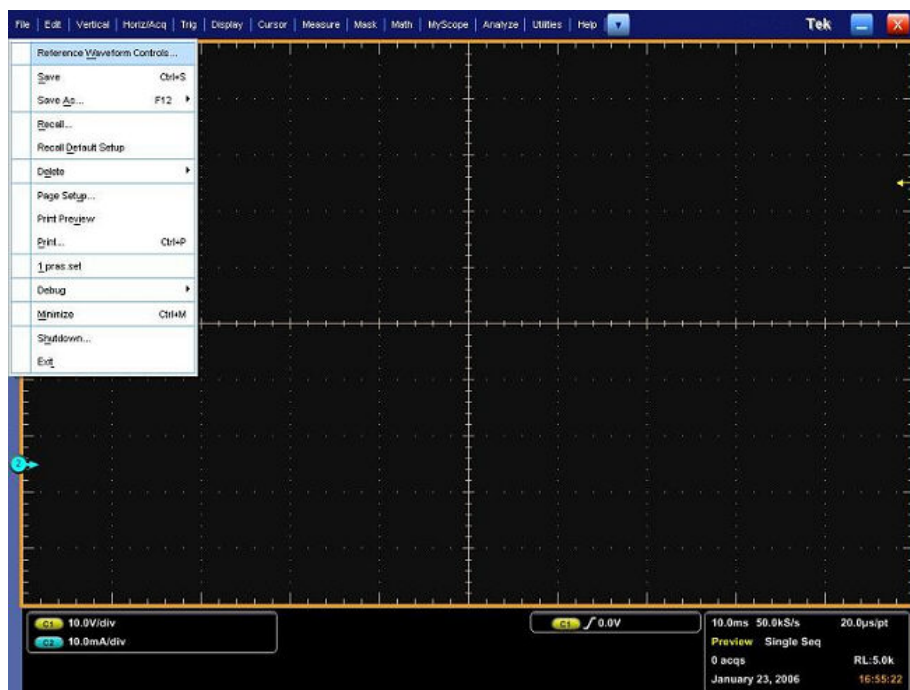 File | Edit | Vertical | Horiz/Acq | Trig | Display | Cursor | Measure | Mask | Math | MyScope | Analyze | Utilities | Help Tek
Reference Waveform Controls...
Save Ctrl+S
Save As... F12
Recall...
Recall Default Setup
Delete
Page Setup...
Print Preview
Print... Ctrl+P
1 pras.set
Debug
Minimize Ctrl+M
Shutdown...
Exit
2
C1 10.0V/div
C2 10.0mA/div
C1 0.0V
10.0ms 50.0kS/s 20.0µs/pt
Preview Single Seq
0 acqs RL:5.0k
January 23, 2006 16:55:22